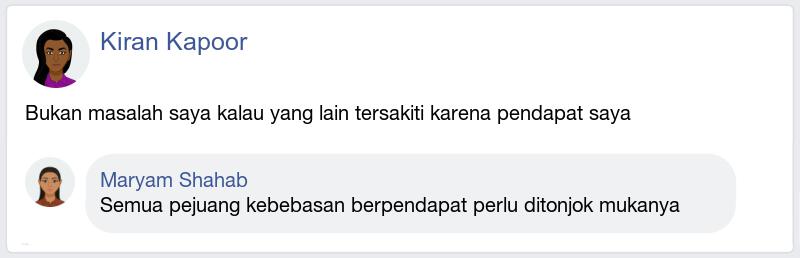 Kiran Kapoor
Bukan masalah saya kalau yang lain tersakiti karena pendapat saya
Maryam Shahab
Semua pejuang kebebasan berpendapat perlu ditonjok mukanya